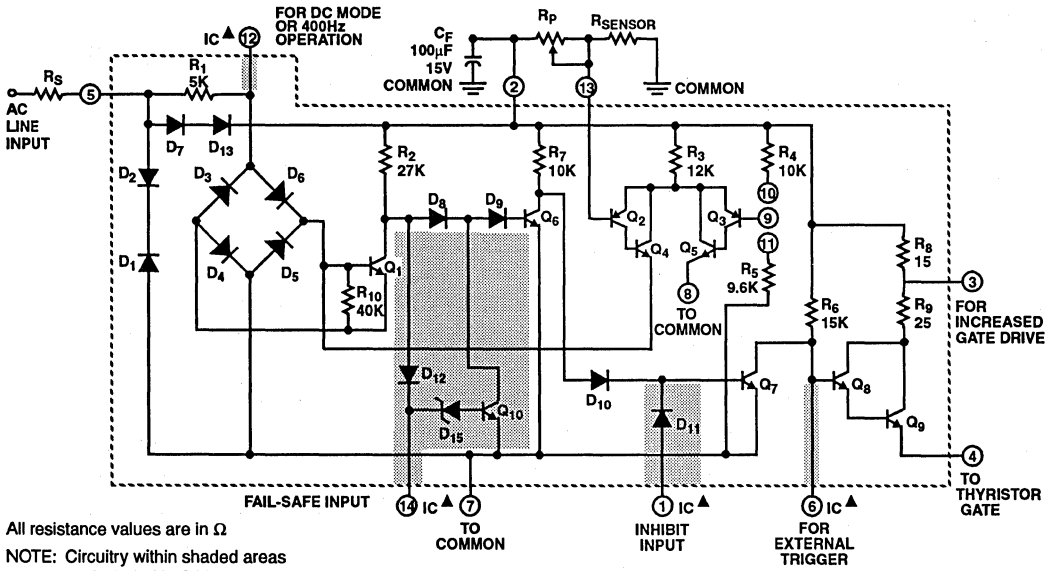 FOR DC MODE
OR 400Hz
OPERATION
IC▲ 12
RS
5
AC
LINE
INPUT
R1
5K
CF
100µF
15V
COMMON
RP
RSENSOR
COMMON
2
13
D7
D13
D2
D1
D3
D6
D4
D5
R2
27K
D8
D9
R7
10K
Q6
R3
12K
R4
10K
10
9
11
Q2
Q3
Q4
Q5
8
TO
COMMON
R5
9.6K
Q1
R10
40K
R8
15
3
FOR
INCREASED
GATE DRIVE
R9
25
R6
15K
Q7
Q8
Q9
D12
D15
Q10
D10
D11
4
TO
THYRISTOR
GATE
FAIL-SAFE INPUT
14 IC▲
7
TO
COMMON
1 IC▲
INHIBIT
INPUT
6 IC▲
FOR
EXTERNAL
TRIGGER
All resistance values are in Ω
NOTE: Circuitry within shaded areas